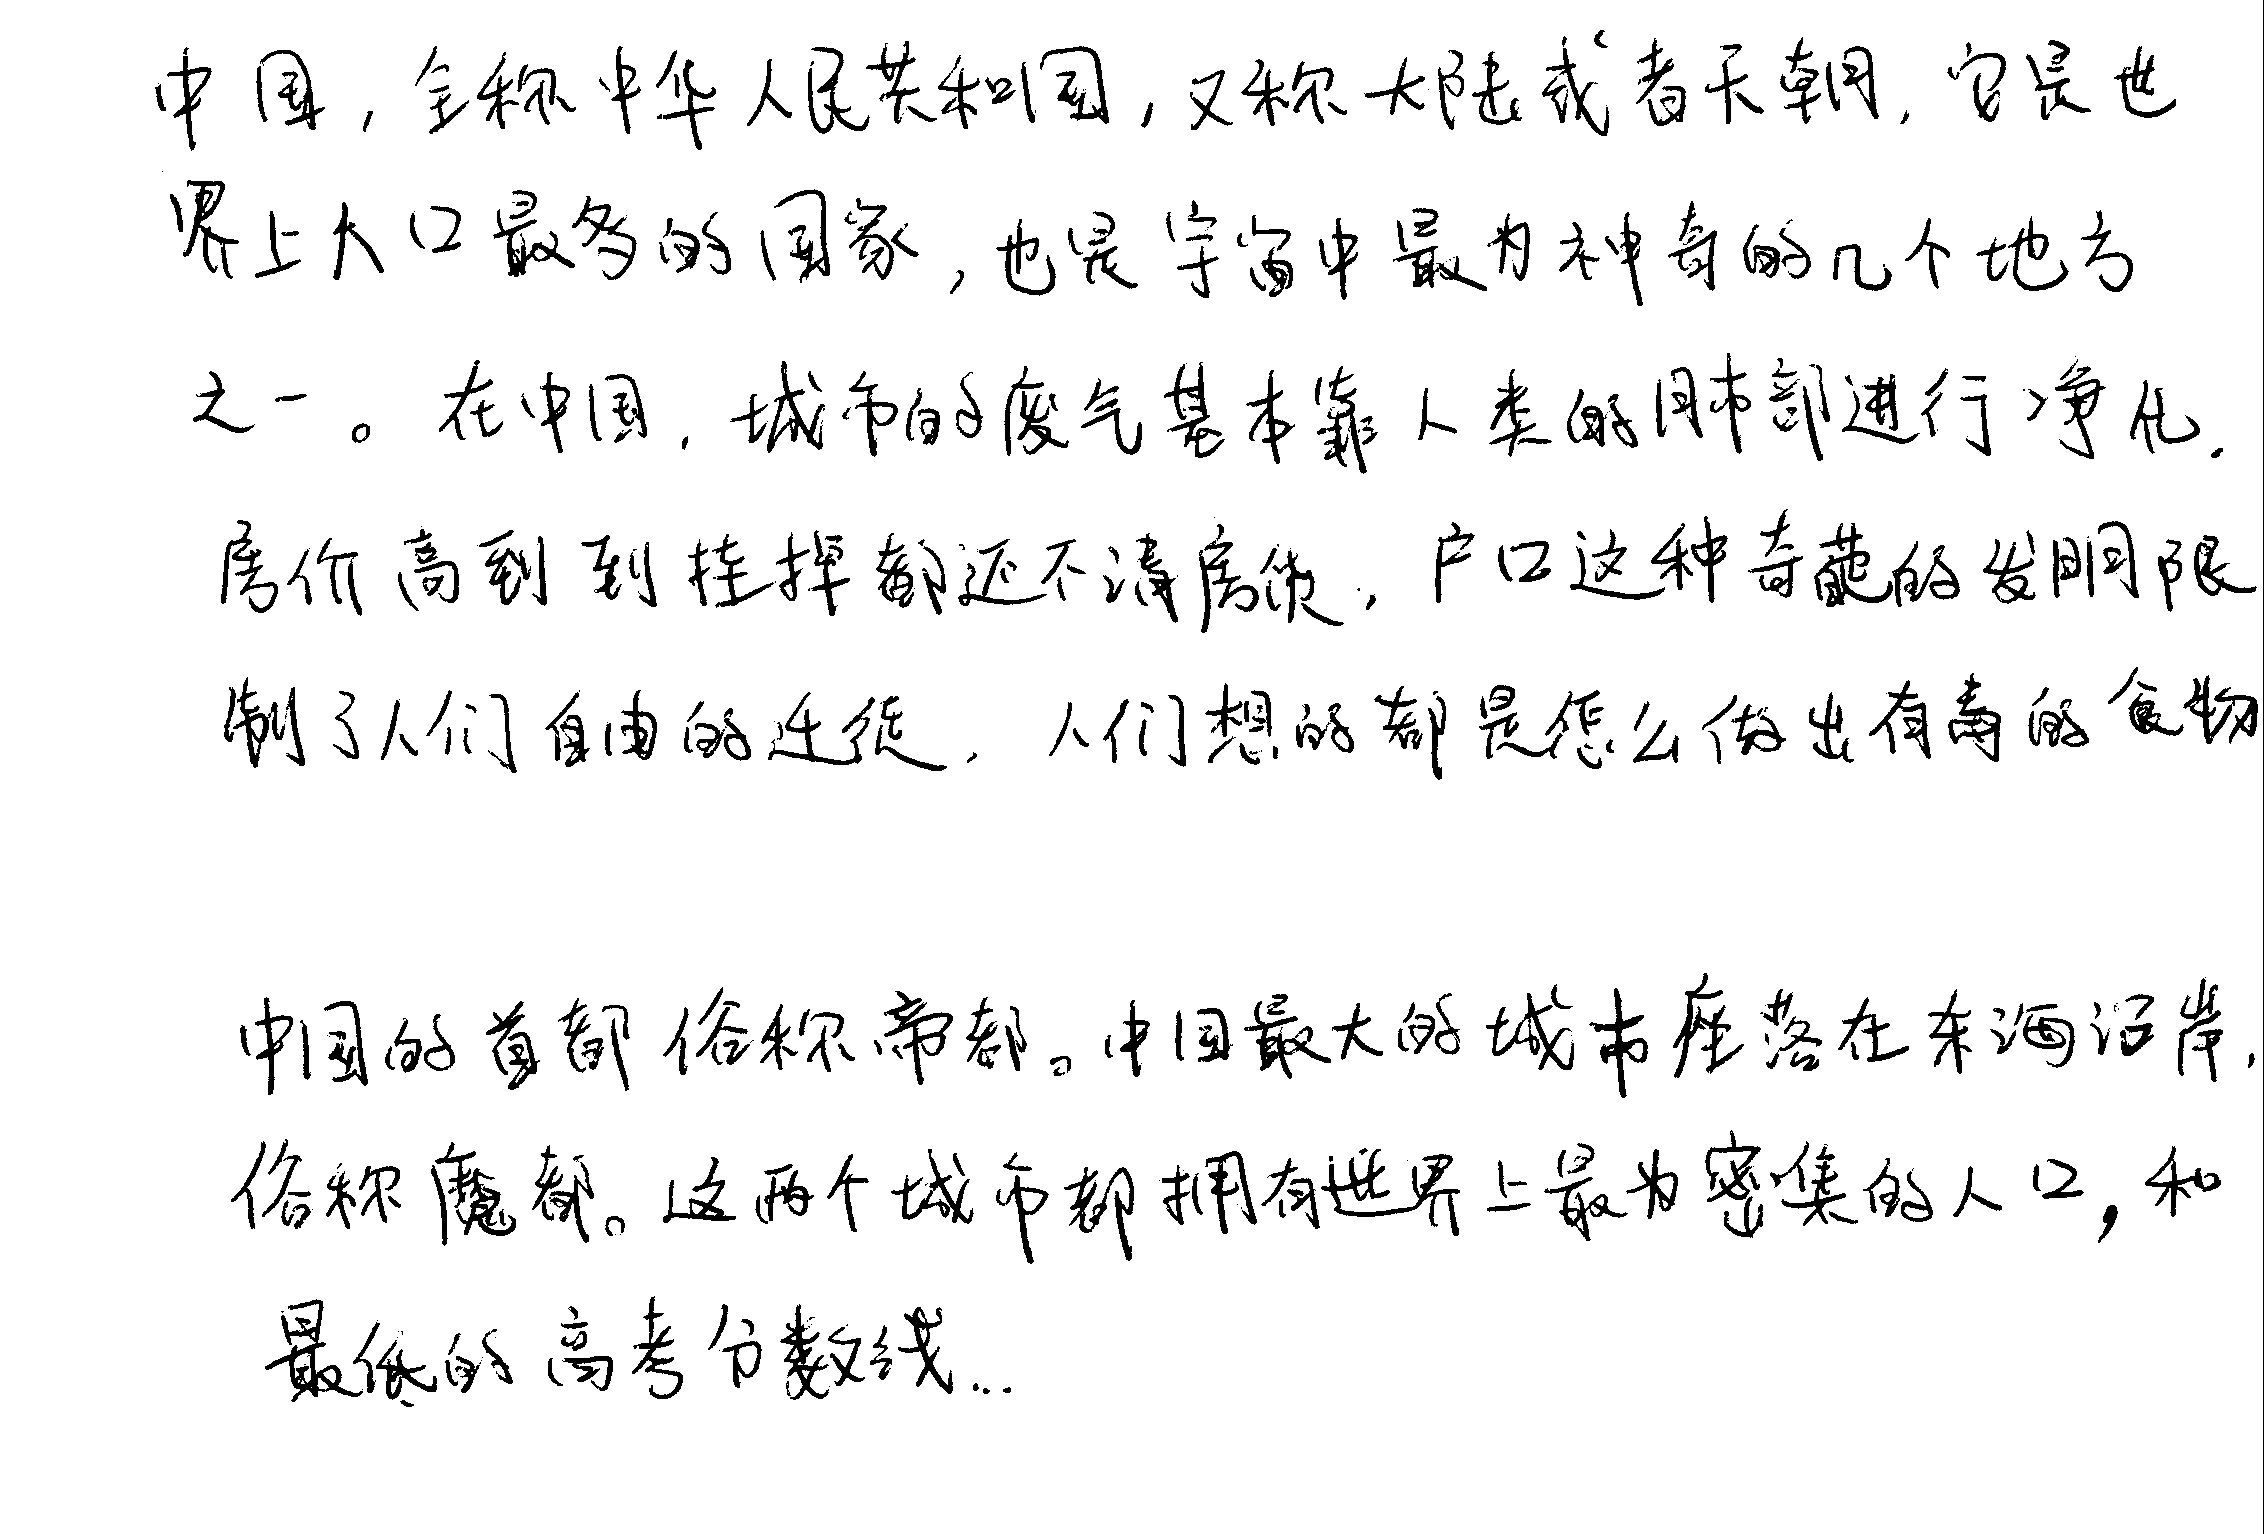 中国，全称中华人民共和国，又称大陆或者天朝，它是世
界上人口最多的国家，也是宇宙中最为神奇的几个地方
之一。在中国，城市的废气基本靠人类的肺部进行净化，
房价高到到挂掉都还不清房贷，户口这种奇葩的发明限
制了人们自由的迁徙，人们想的都是怎么做出有毒的食物
中国的首都俗称帝都。中国最大的城市座落在东海沿岸，
俗称魔都。这两个城市都拥有世界上最为密集的人口，和
最低的高考分数线...